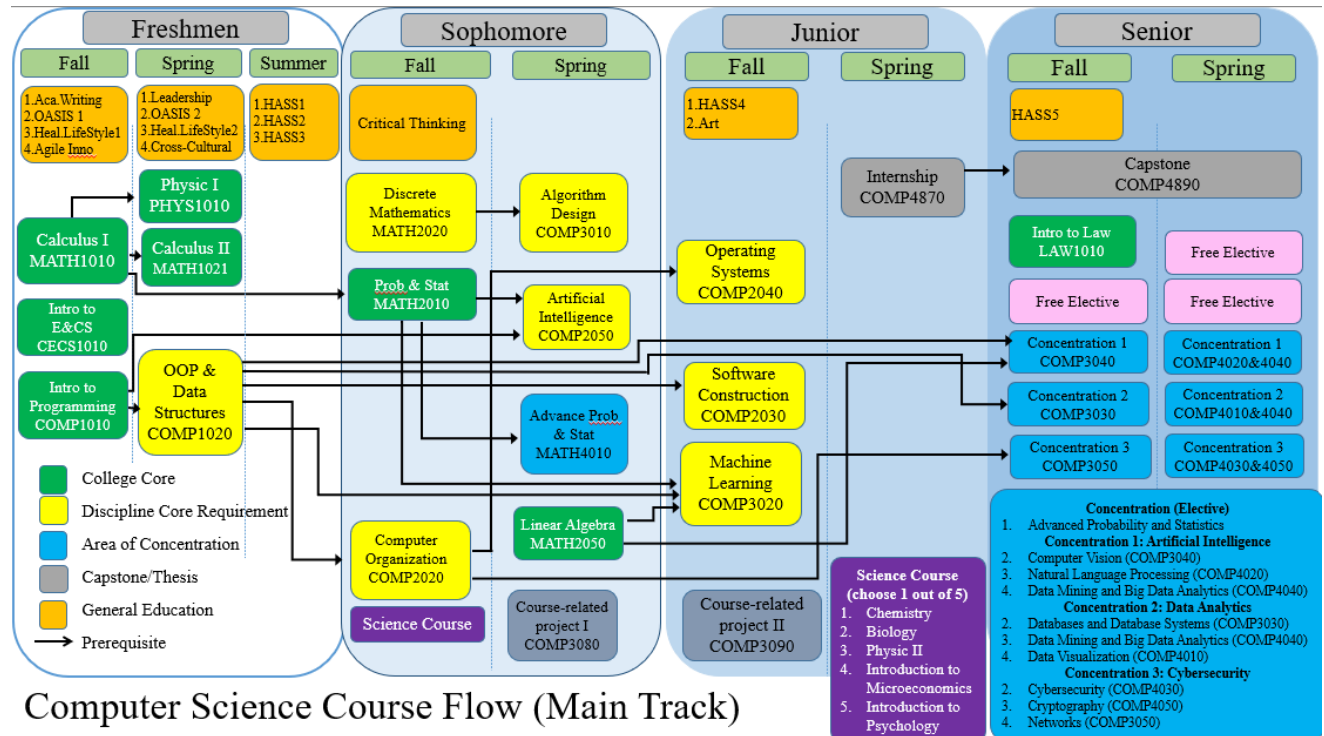 Freshmen
Sophomore
Junior
Senior
Fall
Spring
Summer
Fall
Spring
Fall
Spring
Fall
Spring
1.Aca.Writing
2.OASIS 1
3.Heal.LifeStyle1
4.Agile Inno
1.Leadership
2.OASIS 2
3.Heal.LifeStyle2
4.Cross-Cultural
1.HASS1
2.HASS2
3.HASS3
Critical Thinking
1.HASS4
2.Art
HASS5
Physic I
PHYS1010
Calculus I
MATH1010
Calculus II
MATH1021
Intro to
E&CS
CECS1010
Intro to
Programming
COMP1010
OOP &
Data
Structures
COMP1020
Discrete
Mathematics
MATH2020
Algorithm
Design
COMP3010
Prob & Stat
MATH2010
Artificial
Intelligence
COMP2050
Advance Prob
& Stat
MATH4010
Computer
Organization
COMP2020
Linear Algebra
MATH2050
Science Course
Course-related
project I
COMP3080
Operating
Systems
COMP2040
Software
Construction
COMP2030
Machine
Learning
COMP3020
Course-related
project II
COMP3090
Internship
COMP4870
Capstone
COMP4890
Intro to Law
LAW1010
Free Elective
Free Elective
Free Elective
Concentration 1
COMP3040
Concentration 1
COMP4020&4040
Concentration 2
COMP3030
Concentration 2
COMP4010&4040
Concentration 3
COMP3050
Concentration 3
COMP4030&4050
College Core
Discipline Core Requirement
Area of Concentration
Capstone/Thesis
General Education
Prerequisite
Science Course
(choose 1 out of 5)
1. Chemistry
2. Biology
3. Physic II
4. Introduction to
Microeconomics
5. Introduction to
Psychology
Concentration (Elective)
1. Advanced Probability and Statistics
Concentration 1: Artificial Intelligence
2. Computer Vision (COMP3040)
3. Natural Language Processing (COMP4020)
4. Data Mining and Big Data Analytics (COMP4040)
Concentration 2: Data Analytics
2. Databases and Database Systems (COMP3030)
3. Data Mining and Big Data Analytics (COMP4040)
4. Data Visualization (COMP4010)
Concentration 3: Cybersecurity
2. Cybersecurity (COMP4030)
3. Cryptography (COMP4050)
4. Networks (COMP3050)
Computer Science Course Flow (Main Track)